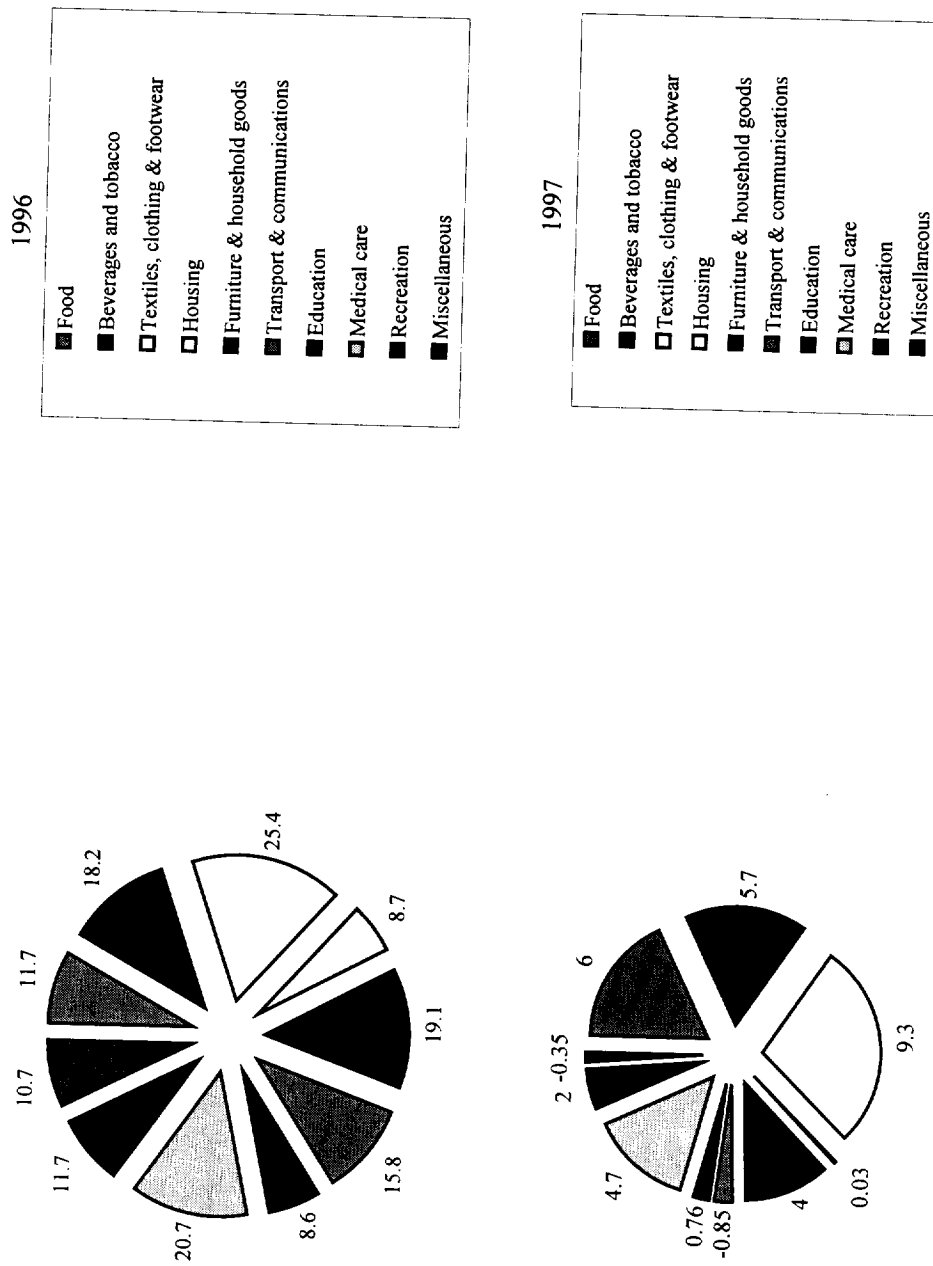 1996
Food
Beverages and tobacco
Textiles, clothing & footwear
Housing
Furniture & household goods
Transport & communications
Education
Medical care
Recreation
Miscellaneous
11.7
18.2
25.4
8.7
19.1
15.8
8.6
20.7
11.7
10.7
1997
Food
Beverages and tobacco
Textiles, clothing & footwear
Housing
Furniture & household goods
Transport & communications
Education
Medical care
Recreation
Miscellaneous
6
5.7
9.3
0.03
4
-0.85
0.76
4.7
2
-0.35